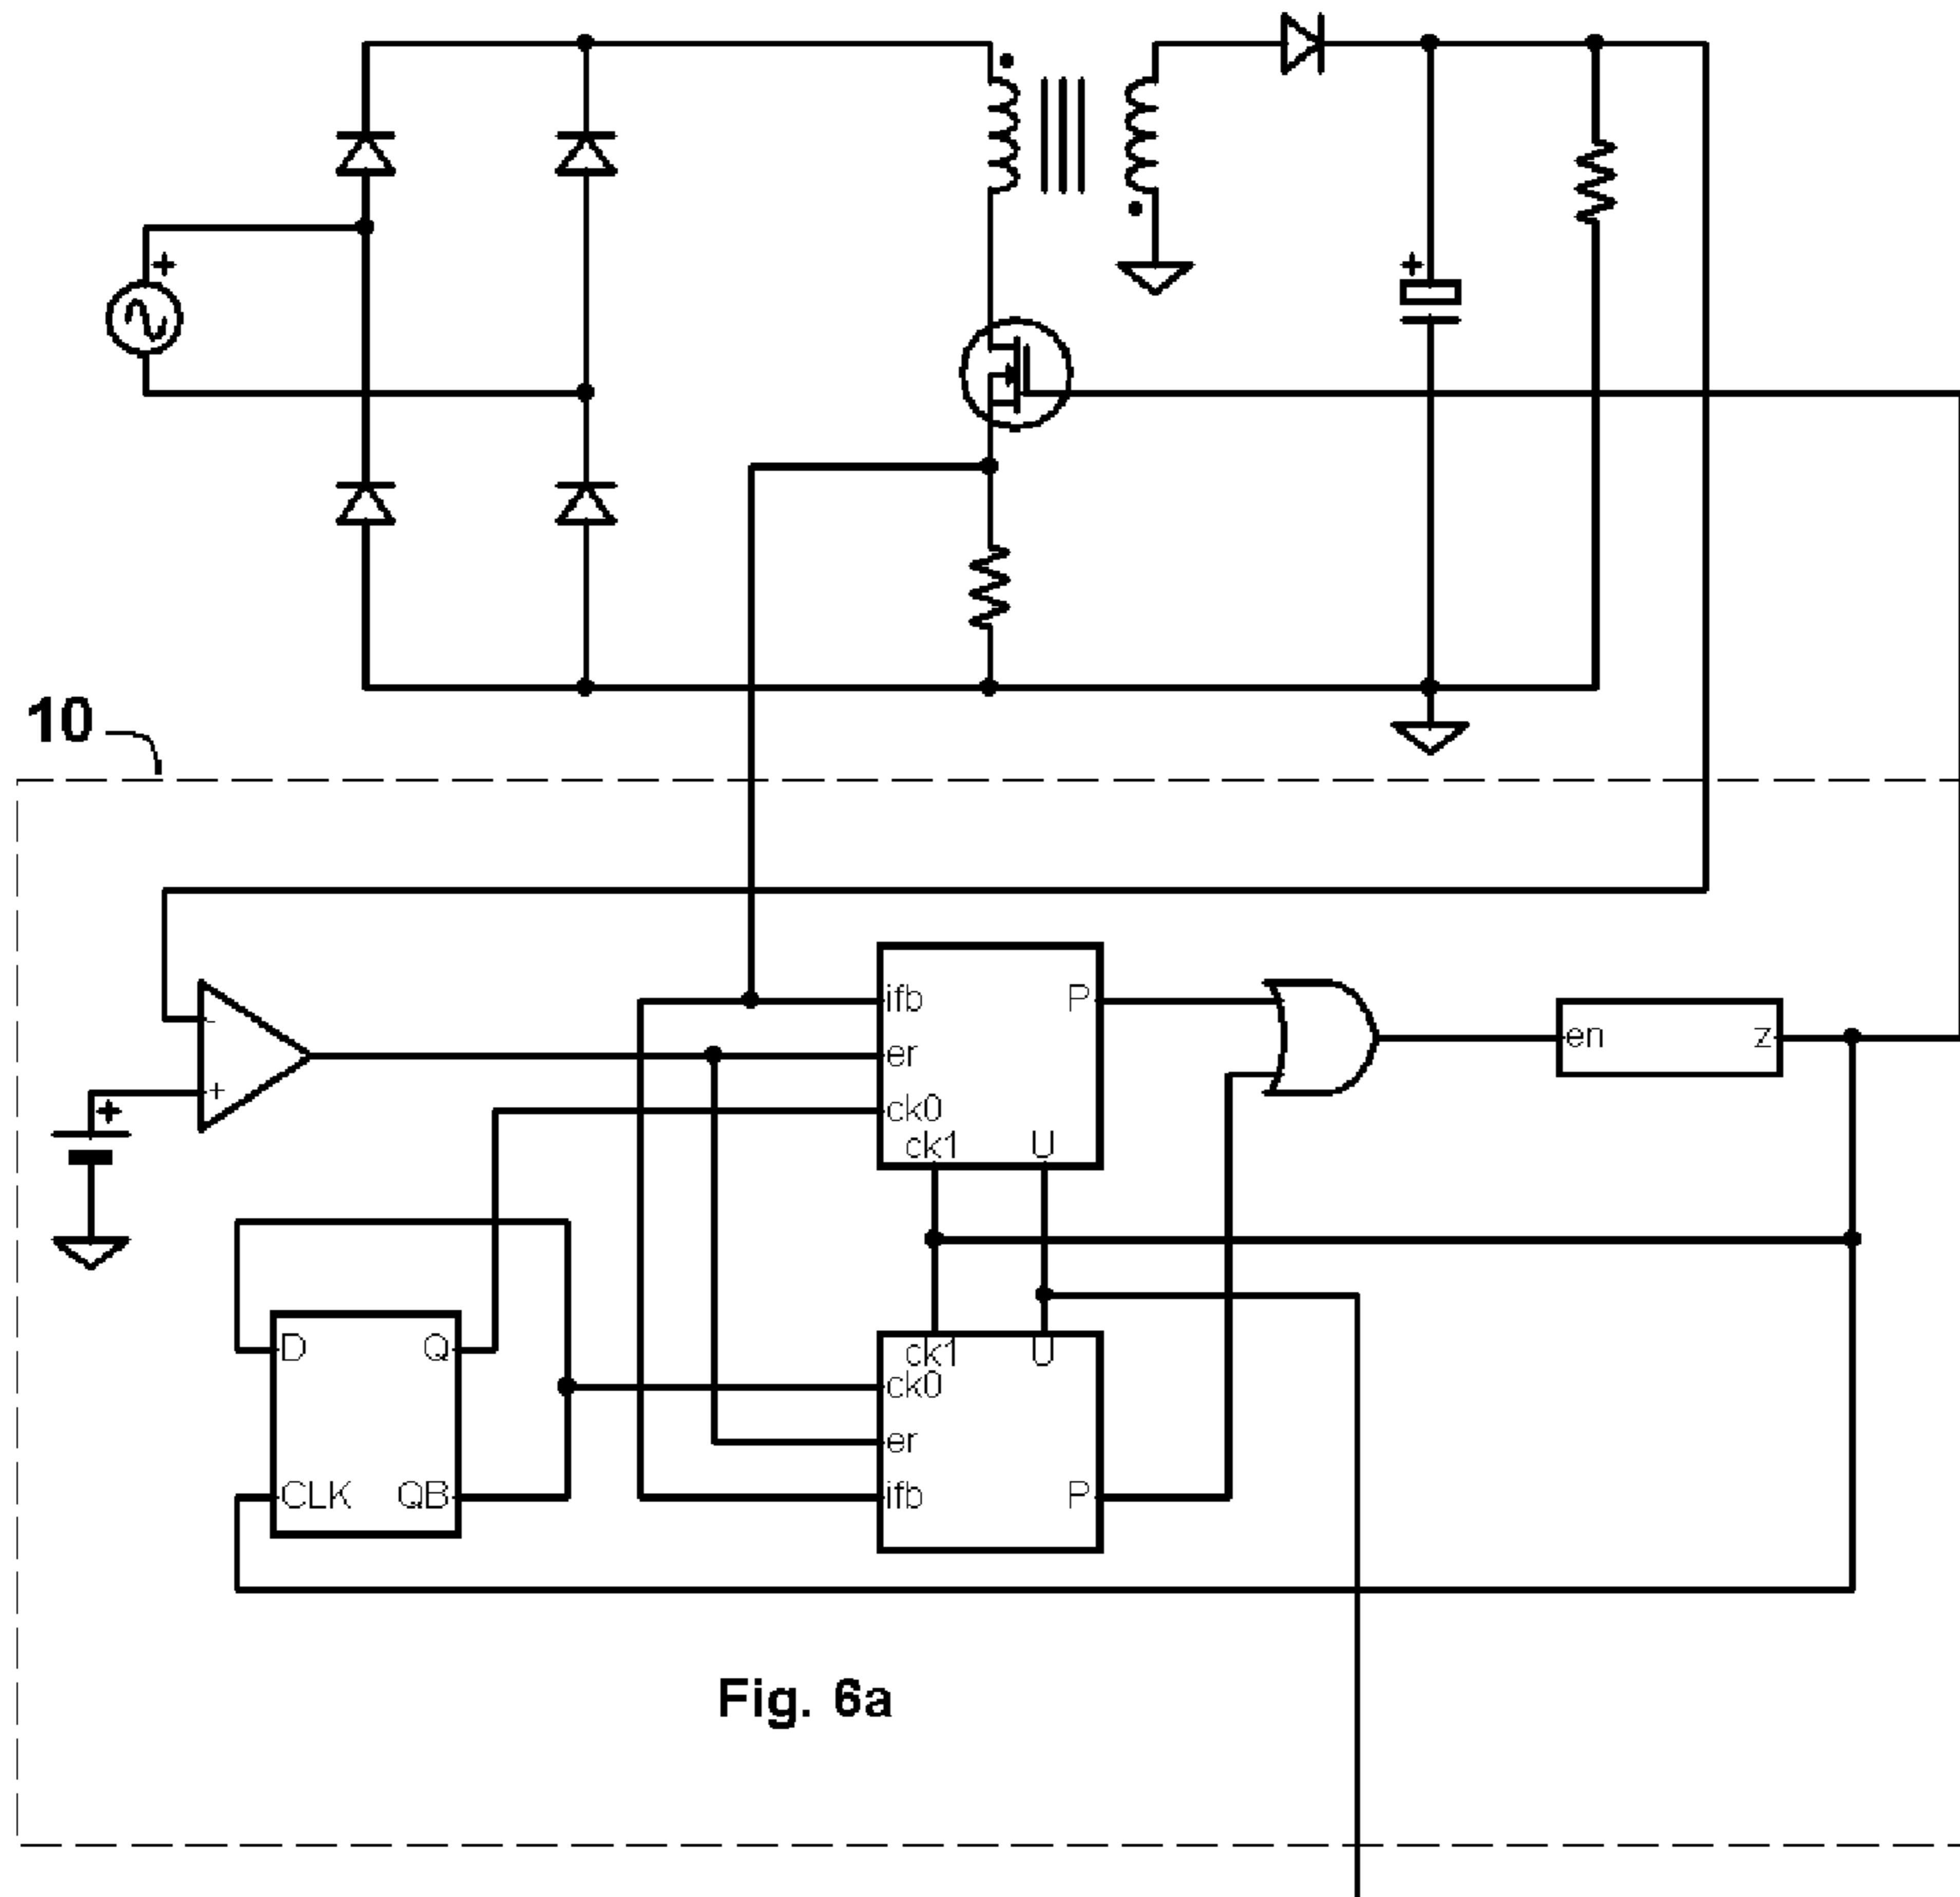 +
+
10
ifb
P
-
er
en
z
+
+
ck0
ck1
U
D
Q
ck1
U
ck0
er
CLK
QB
ifb
P
Fig. 6a